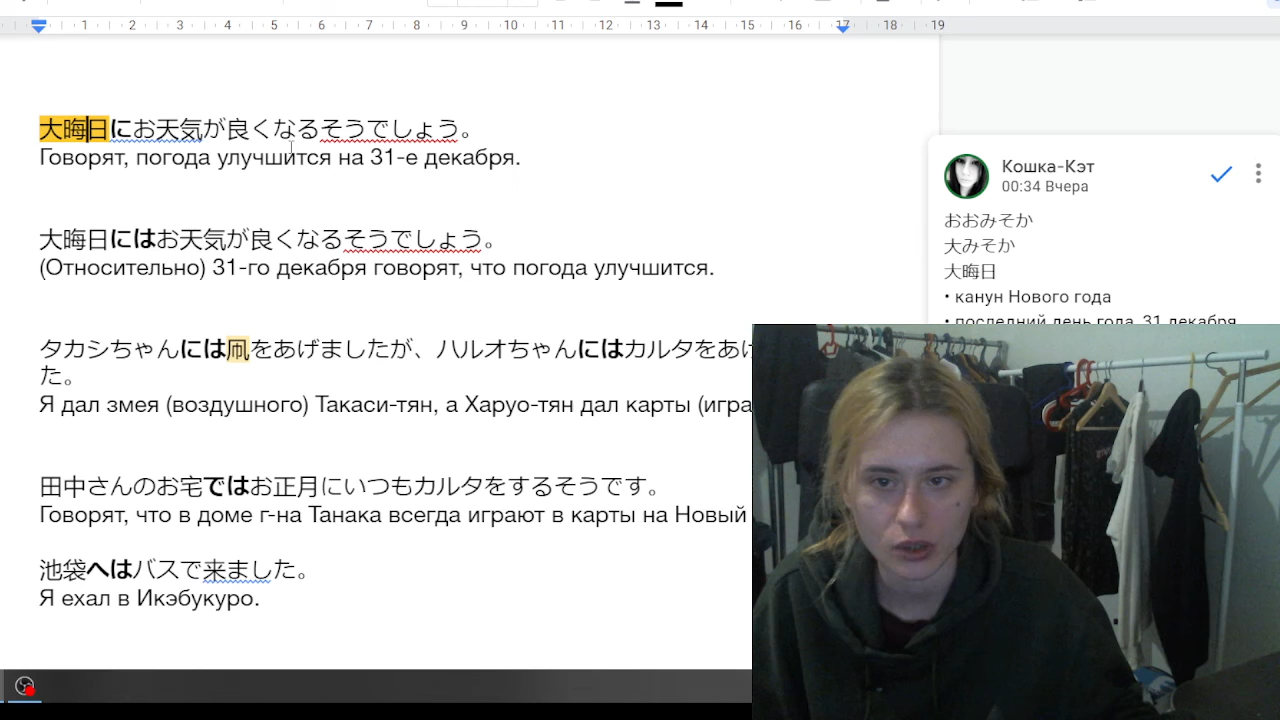 1 2 3 4 5 6 7 8 9 10 11 12 13 14 15 16 17 18 19
大晦日にお天気が良くなるそうでしょう。
Говорят, погода улучшится на 31-е декабря.
大晦日にはお天気が良くなるそうでしょう。
(Относительно) 31-го декабря говорят, что погода улучшится.
タカシちゃんには凧をあげましたが、ハルオちゃんにはカルタをあげ
た。
Я дал змея (воздушного) Такаси-тян, а Харуо-тян дал карты (игра
田中さんのお宅ではお正月にいつもカルタをするそうです。
Говорят, что в доме г-на Танака всегда играют в карты на Новый
池袋へはバスで来ました。
Я ехал в Икэбукуро.
Кошка-Кэт
00:34 Вчера
おおみそか
大みそか
大晦日
• канун Нового года
• последний день года, 31 декабря